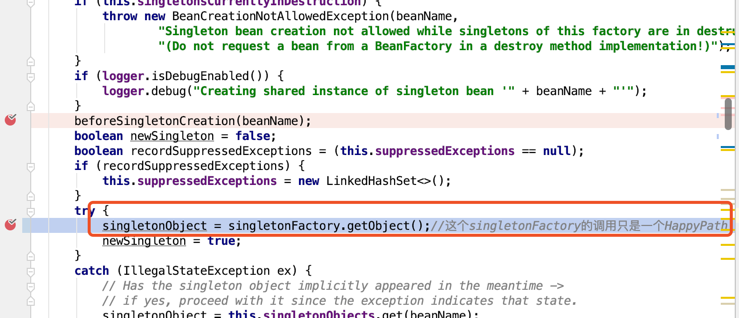 if (this.singletonsCurrentlyInDestruction) {
throw new BeanCreationNotAllowedException(beanName,
"Singleton bean creation not allowed while singletons of this factory are in destru
"(Do not request a bean from a BeanFactory in a destroy method implementation!)");
}
if (logger.isDebugEnabled()) {
logger.debug("Creating shared instance of singleton bean '" + beanName + "'");
}
beforeSingletonCreation(beanName);
boolean newSingleton = false;
boolean recordSuppressedExceptions = (this.suppressedExceptions == null);
if (recordSuppressedExceptions) {
this.suppressedExceptions = new LinkedHashSet<>();
}
try {
singletonObject = singletonFactory.getObject();//这个singletonFactory的调用只是一个HappyPath
newSingleton = true;
}
catch (IllegalStateException ex) {
// Has the singleton object implicitly appeared in the meantime ->
// if yes, proceed with it since the exception indicates that state.
singletonObject = this.singletonObjects.get(beanName);